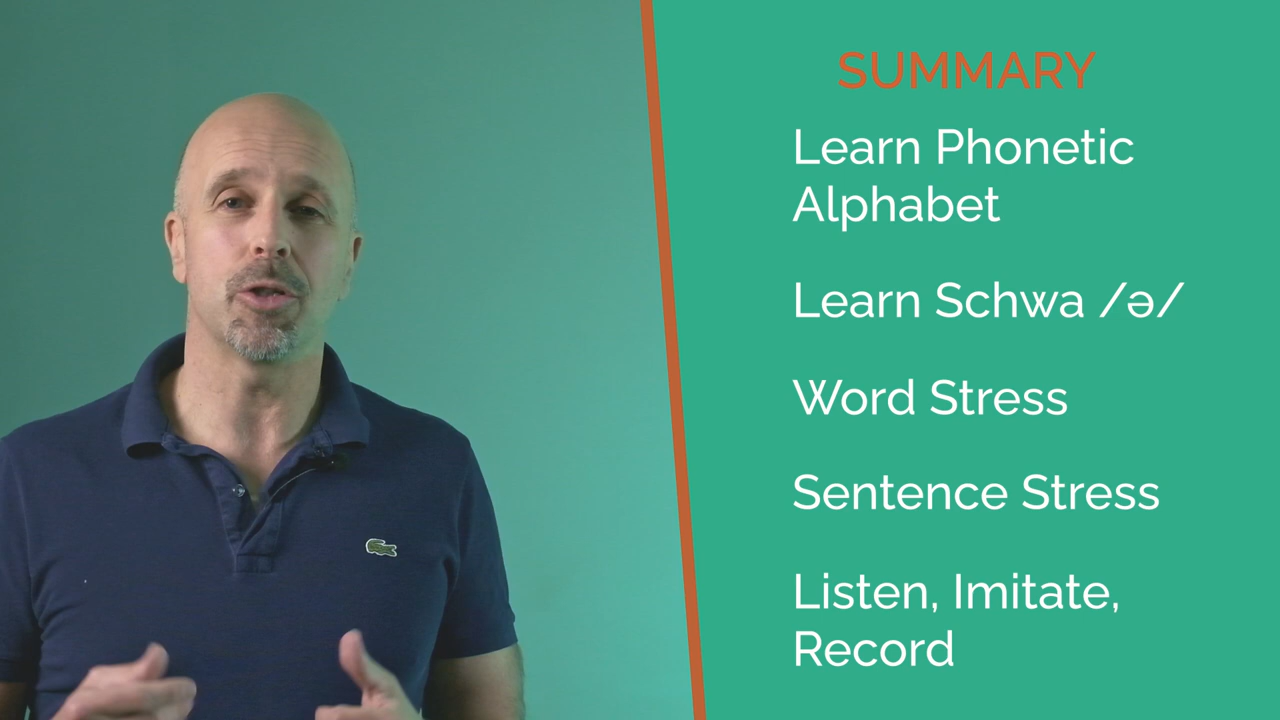 SUMMARY
Learn Phonetic
Alphabet
Learn Schwa /ə/
Word Stress
Sentence Stress
Listen, Imitate,
Record